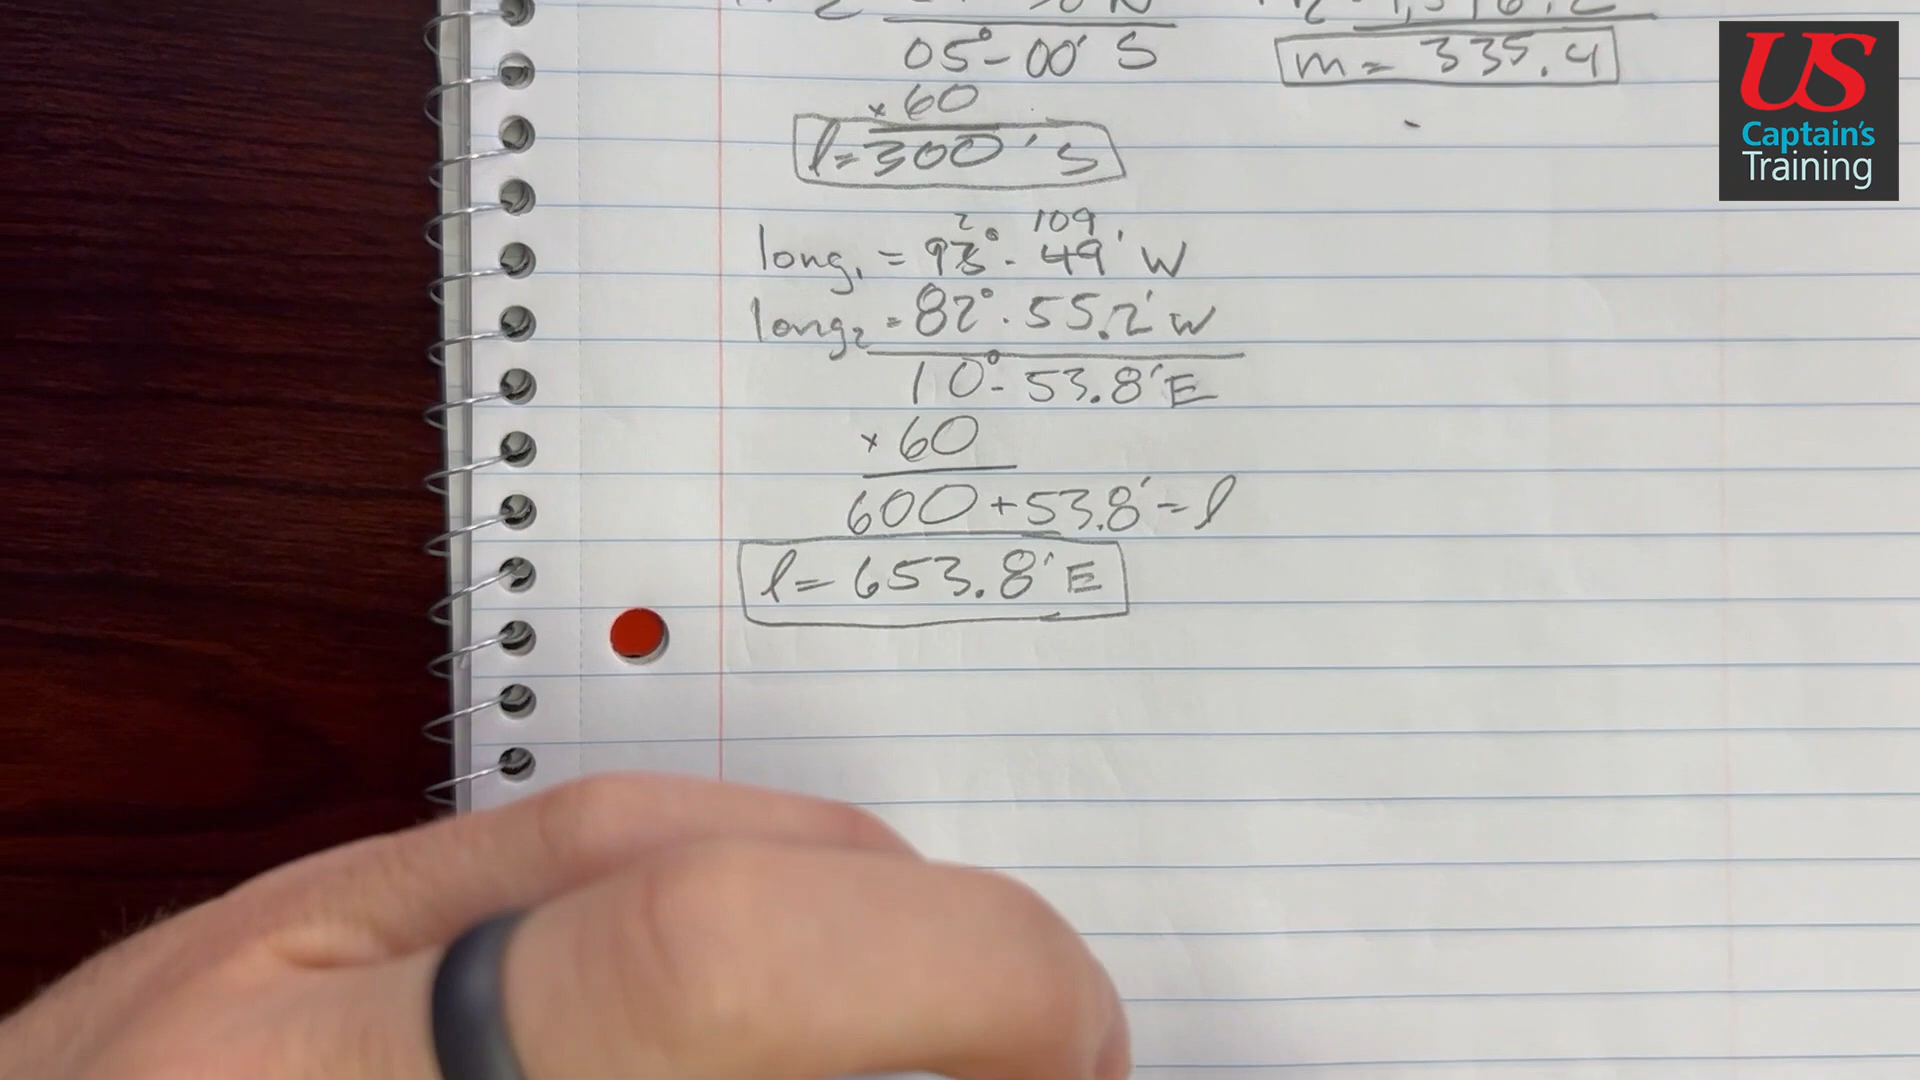 05°-00' S
m = 335.4
× 60
l = 300' S
2 109
long₁ = 93° - 49' W
long₂ = 82° - 55.2' W
10° - 53.8' E
× 60
600 + 53.8' = l
l = 653.8' E
US
Captain's
Training